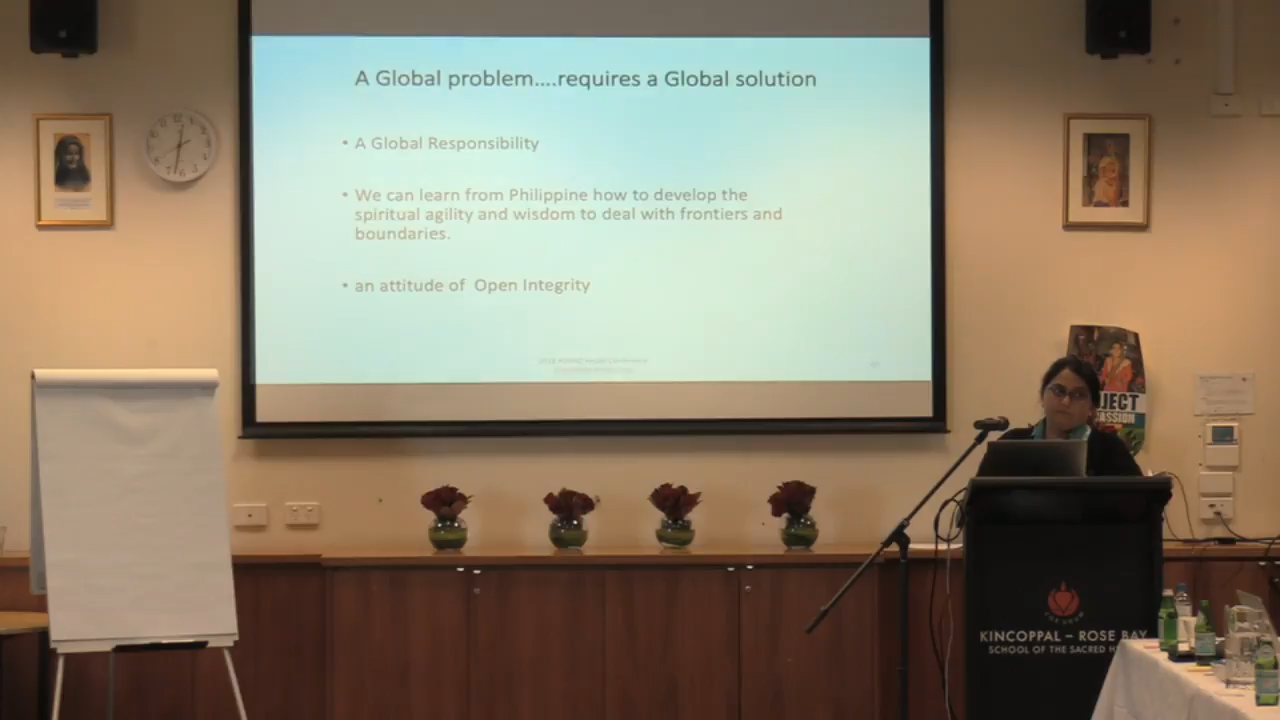 A Global problem....requires a Global solution
• A Global Responsibility
• We can learn from Philippine how to develop the
spiritual agility and wisdom to deal with frontiers and
boundaries.
• an attitude of Open Integrity
JECT
ASSION
KINCOPPAL – ROSE BAY
SCHOOL OF THE SACRED H